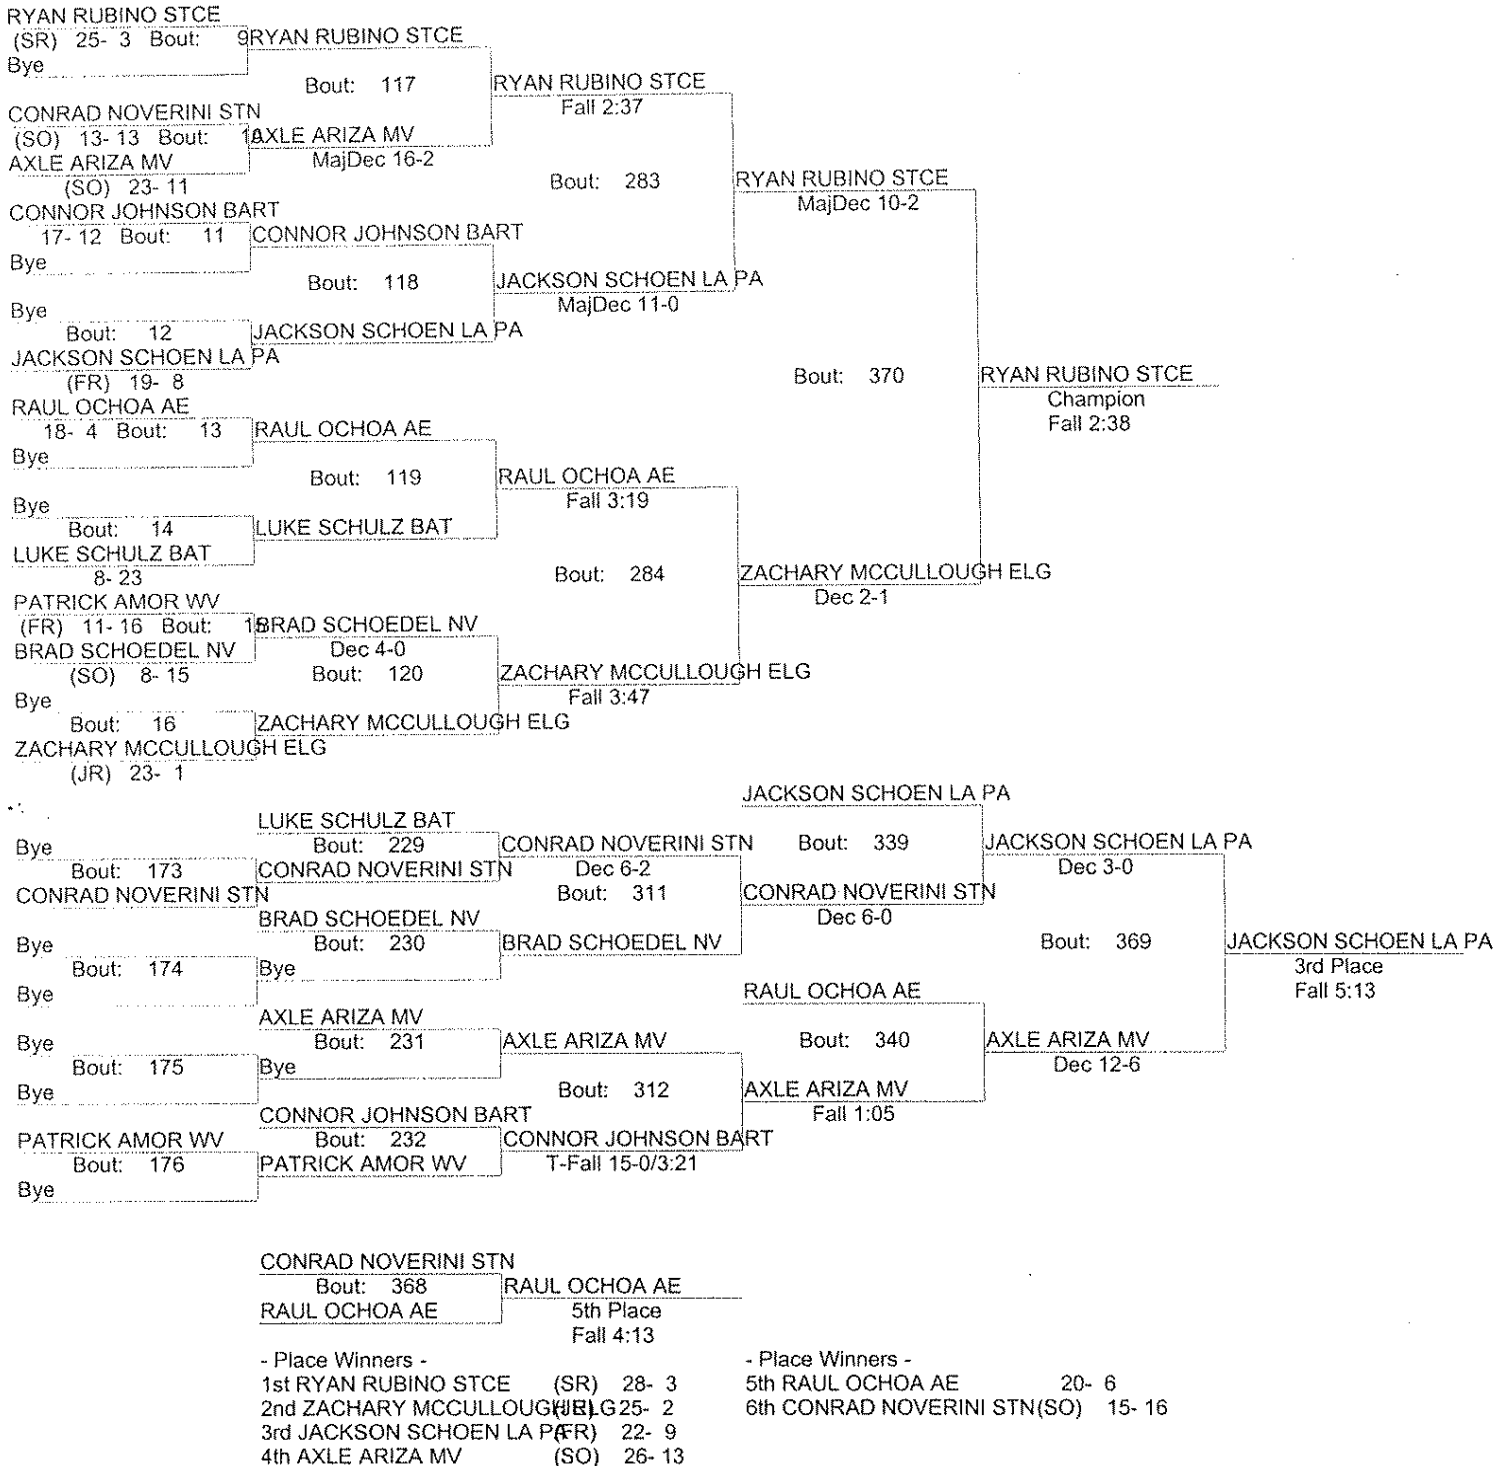 RYAN RUBINO STCE
(SR) 25- 3 Bout: 9
Bye
RYAN RUBINO STCE
Bout: 117
RYAN RUBINO STCE
Fall 2:37
CONRAD NOVERINI STN
(SO) 13- 13 Bout: 10
AXLE ARIZA MV
(SO) 23- 11
AXLE ARIZA MV
MajDec 16-2
Bout: 283
RYAN RUBINO STCE
MajDec 10-2
CONNOR JOHNSON BART
17- 12 Bout: 11
Bye
CONNOR JOHNSON BART
Bout: 118
JACKSON SCHOEN LA PA
MajDec 11-0
Bye
Bout: 12
JACKSON SCHOEN LA PA
(FR) 19- 8
JACKSON SCHOEN LA PA
Bout: 370
RYAN RUBINO STCE
Champion
Fall 2:38
RAUL OCHOA AE
18- 4 Bout: 13
Bye
RAUL OCHOA AE
Bout: 119
RAUL OCHOA AE
Fall 3:19
Bye
Bout: 14
LUKE SCHULZ BAT
8- 23
LUKE SCHULZ BAT
Bout: 284
ZACHARY MCCULLOUGH ELG
Dec 2-1
PATRICK AMOR WV
(FR) 11- 16 Bout: 15
BRAD SCHOEDEL NV
(SO) 8- 15
BRAD SCHOEDEL NV
Dec 4-0
Bout: 120
ZACHARY MCCULLOUGH ELG
Fall 3:47
Bye
Bout: 16
ZACHARY MCCULLOUGH ELG
(JR) 23- 1
ZACHARY MCCULLOUGH ELG
Bye
Bout: 173
CONRAD NOVERINI STN
LUKE SCHULZ BAT
Bout: 229
CONRAD NOVERINI STN
CONRAD NOVERINI STN
Dec 6-2
Bout: 311
JACKSON SCHOEN LA PA
Bout: 339
CONRAD NOVERINI STN
Dec 6-0
JACKSON SCHOEN LA PA
Dec 3-0
Bye
Bout: 174
Bye
BRAD SCHOEDEL NV
Bout: 230
Bye
BRAD SCHOEDEL NV
Bout: 369
JACKSON SCHOEN LA PA
3rd Place
Fall 5:13
Bye
Bout: 175
Bye
AXLE ARIZA MV
Bout: 231
Bye
AXLE ARIZA MV
Bout: 312
RAUL OCHOA AE
Bout: 340
AXLE ARIZA MV
Fall 1:05
AXLE ARIZA MV
Dec 12-6
PATRICK AMOR WV
Bout: 176
Bye
CONNOR JOHNSON BART
Bout: 232
PATRICK AMOR WV
CONNOR JOHNSON BART
T-Fall 15-0/3:21
CONRAD NOVERINI STN
Bout: 368
RAUL OCHOA AE
RAUL OCHOA AE
5th Place
Fall 4:13
- Place Winners -
1st RYAN RUBINO STCE (SR) 28- 3
2nd ZACHARY MCCULLOUGH ELG (JR) 25- 2
3rd JACKSON SCHOEN LA PA (FR) 22- 9
4th AXLE ARIZA MV (SO) 26- 13
- Place Winners -
5th RAUL OCHOA AE 20- 6
6th CONRAD NOVERINI STN (SO) 15- 16